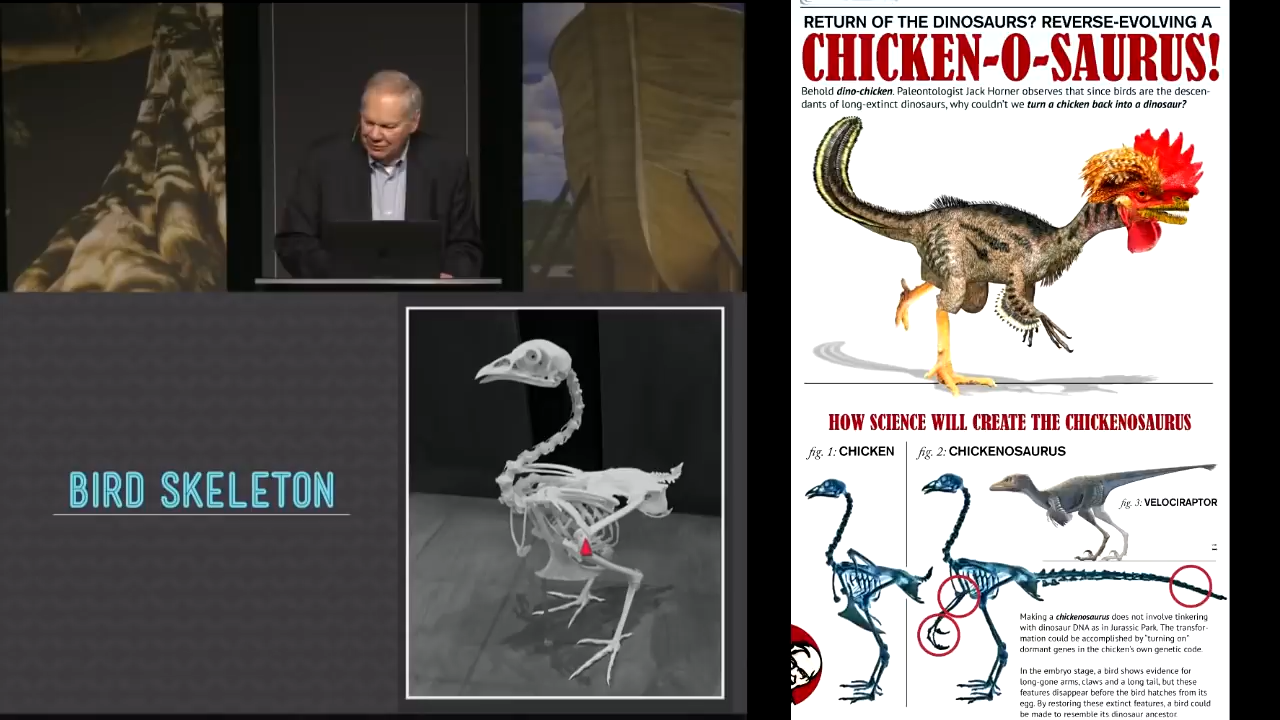 BIRD SKELETON
RETURN OF THE DINOSAURS? REVERSE-EVOLVING A
CHICKEN-O-SAURUS!
Behold dino-chicken. Paleontologist Jack Horner observes that since birds are the descen-
dants of long-extinct dinosaurs, why couldn't we turn a chicken back into a dinosaur?
HOW SCIENCE WILL CREATE THE CHICKENOSAURUS
fig. 1: CHICKEN
fig. 2: CHICKENOSAURUS
fig. 3: VELOCIRAPTOR
Making a chickenosaurus does not involve tinkering
with dinosaur DNA as in Jurassic Park. The transfor-
mation could be accomplished by "turning on"
dormant genes in the chicken's own genetic code.
In the embryo stage, a bird shows evidence for
long-gone arms, claws and a long tail, but these
features disappear before the bird hatches from its
egg. By restoring these extinct features, a bird could
be made to resemble its dinosaur ancestor.